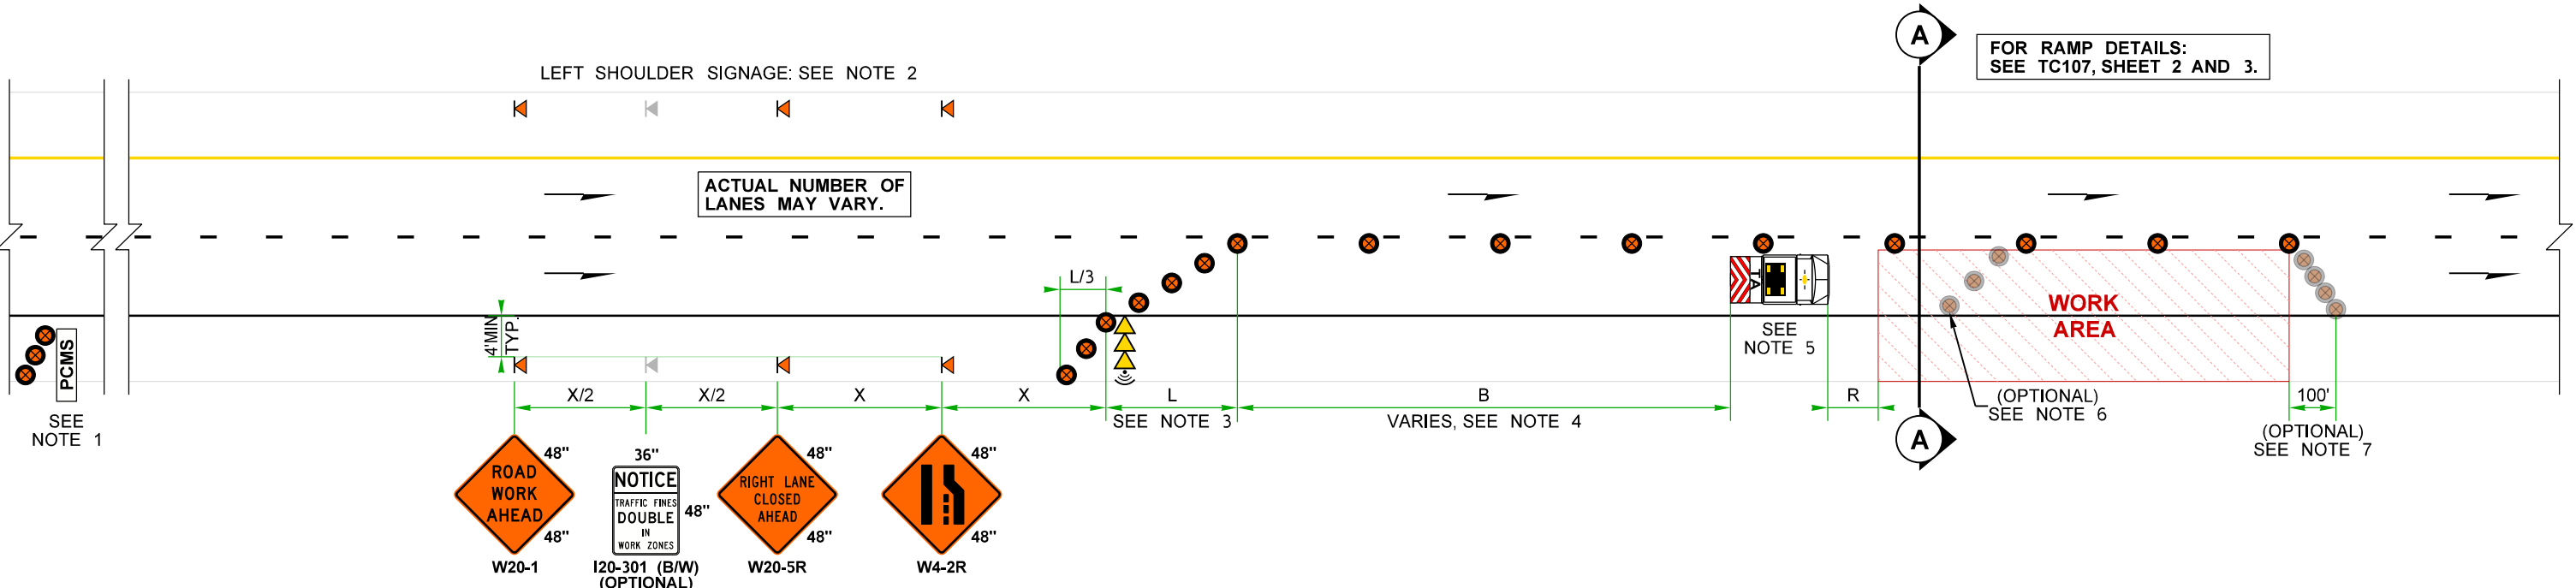 A
FOR RAMP DETAILS:
SEE TC107, SHEET 2 AND 3.
LEFT SHOULDER SIGNAGE: SEE NOTE 2
ACTUAL NUMBER OF
LANES MAY VARY.
L/3
4'MIN
TYP.
PCMS
SEE
NOTE 1
TA
SEE
NOTE 5
WORK
AREA
X/2
X/2
X
X
L
SEE NOTE 3
B
VARIES, SEE NOTE 4
R
(OPTIONAL)
SEE NOTE 6
100'
(OPTIONAL)
SEE NOTE 7
A
ROAD
WORK
AHEAD
48"
48"
W20-1
36"
NOTICE
TRAFFIC FINES
DOUBLE
IN
WORK ZONES
48"
I20-301 (B/W)
(OPTIONAL)
RIGHT LANE
CLOSED
AHEAD
48"
48"
W20-5R
48"
48"
W4-2R